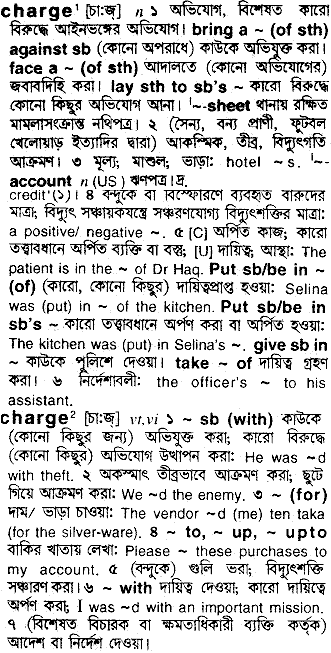 charge¹ [চা:জ্] n ১ অভিযোগ, বিশেষত কারো
বিরুদ্ধে আইনভঙ্গের অভিযোগ। bring a ~ (of sth)
against sb (কোনো অপরাধে) কাউকে অভিযুক্ত করা।
face a ~ (of sth) আদালতে (কোনো অভিযোগের)
জবাবদিহি করা। lay sth to sb's ~ কারো বিরুদ্ধে
কোনো কিছুর অভিযোগ আনা। '~-sheet থানায় রক্ষিত
মামলাসংক্রান্ত নথিপত্র। ২ (সৈন্য, বন্য প্রাণী, ফুটবল
খেলোয়াড় ইত্যাদির দ্বারা) আকস্মিক, তীব্র, বিদ্যুৎগতি
আক্রমণ। ৩ মূল্য; মাশুল; ভাড়া: hotel ~ s. '~-
account n (US) ঋণপত্র। দ্র.
credit'(১)। ৪ বন্দুকে বা বিস্ফোরণে ব্যবহৃত বারুদের
মাত্রা; বিদ্যুৎ সঞ্চায়কযন্ত্রে সঞ্চরণযোগ্য বিদ্যুৎশক্তির মাত্রা:
a positive/ negative ~. ৫ [C] অর্পিত কাজ; কারো
তত্ত্বাবধানে অর্পিত ব্যক্তি বা বস্তু; [U] দায়িত্ব, আস্থা: The
patient is in the ~ of Dr Haq. Put sb/be in ~
(of) (কারো, কোনো কিছুর) দায়িত্বপ্রাপ্ত হওয়া: Selina
was (put) in ~ of the kitchen. Put sb/be in
sb's ~ কারো তত্ত্বাবধানে অর্পণ করা বা অর্পিত হওয়া:
The kitchen was (put) in Selina's ~. give sb in
~ কাউকে পুলিশে দেওয়া। take ~ of দায়িত্ব গ্রহণ
করা। ৬ নির্দেশাবলী: the officer's ~ to his
assistant.
charge² [চা:জ্] vt,vi ১ ~ sb (with) কাউকে
(কোনো কিছুর জন্য) অভিযুক্ত করা; কারো বিরুদ্ধে
(কোনো কিছুর) অভিযোগ উত্থাপন করা: He was ~d
with theft. ২ অকস্মাৎ তীব্রভাবে আক্রমণ করা; ছুটে
গিয়ে আক্রমণ করা: We ~d the enemy. ৩ ~ (for)
দাম/ ভাড়া চাওয়া: The vendor ~d (me) ten taka
(for the silver-ware). ৪ ~ to, ~ up, ~ upto
বাকির খাতায় লেখা: Please ~ these purchases to
my account. ৫ (বন্দুকে) গুলি ভরা; বিদ্যুৎশক্তি
সঞ্চারণ করা। ৬ ~ with দায়িত্ব দেওয়া; কারো দায়িত্বে
অর্পণ করা; I was ~d with an important mission.
৭ (বিশেষত বিচারক বা ক্ষমতাধিকারী ব্যক্তি কর্তৃক)
আদেশ বা নির্দেশ দেওয়া।